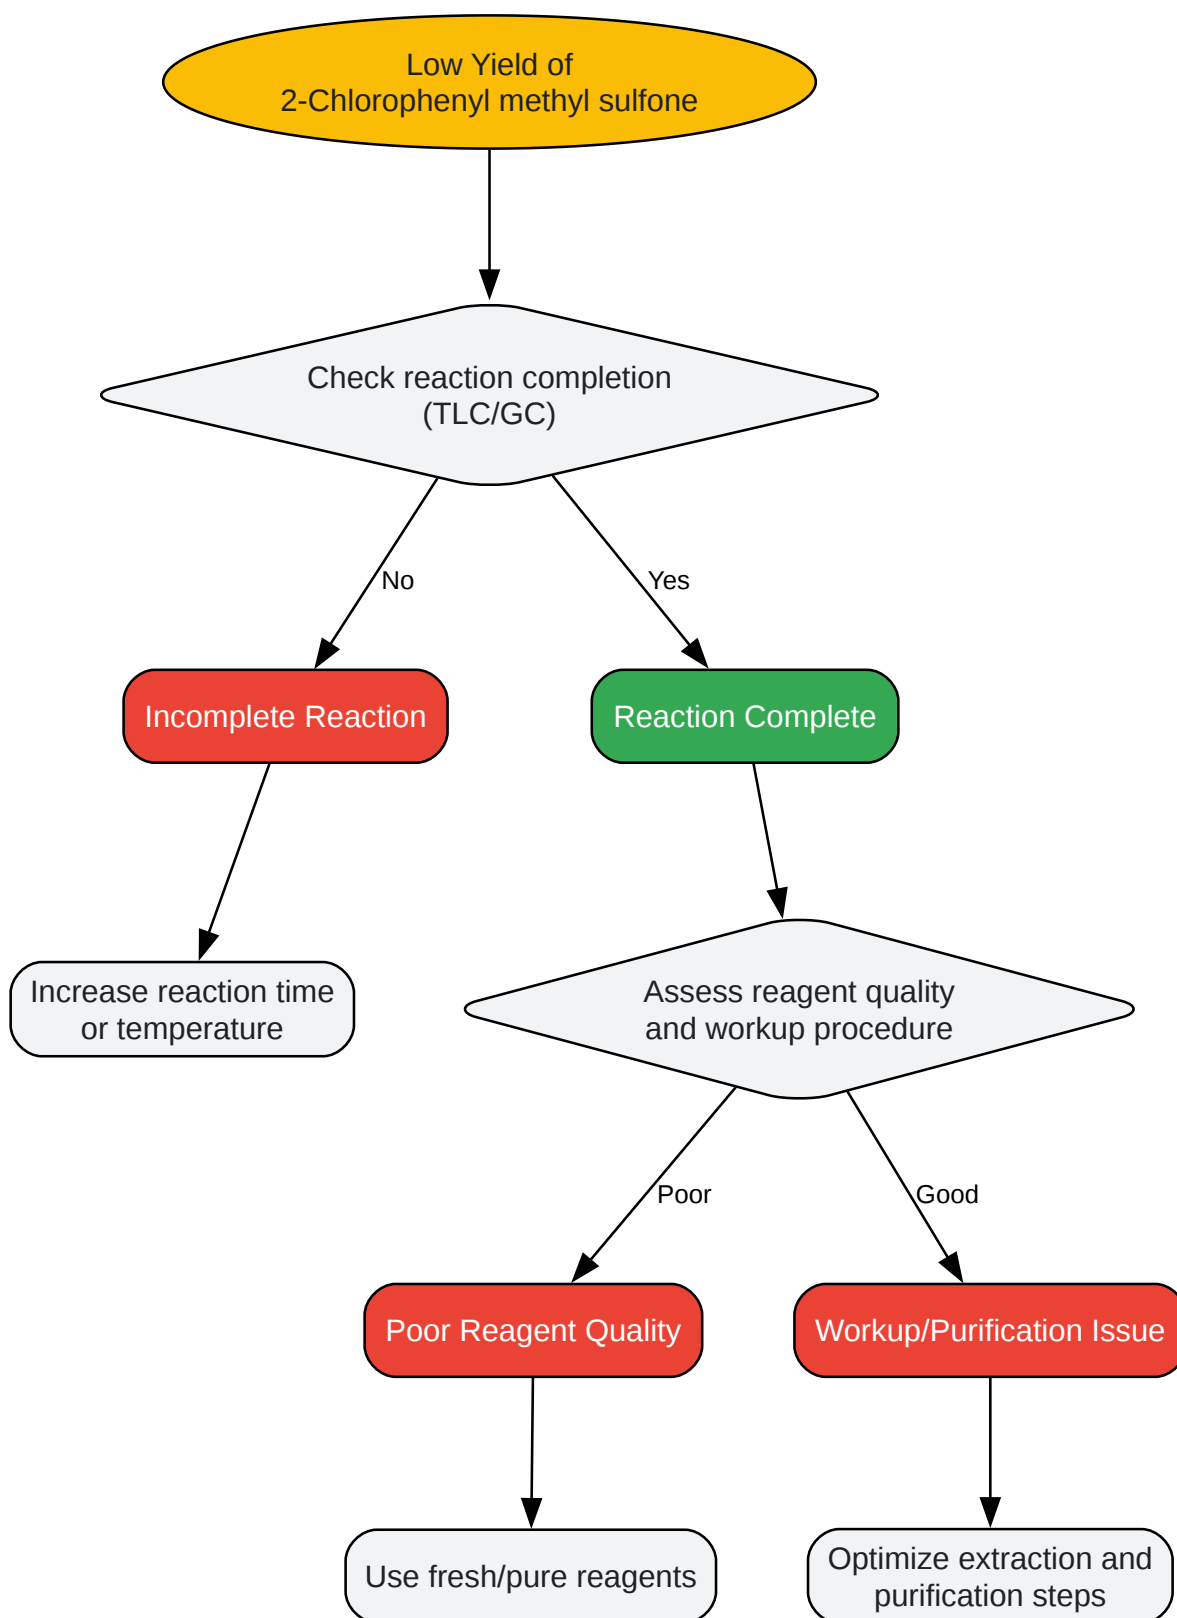 Low Yield of
2-Chlorophenyl methyl sulfone
Check reaction completion
(TLC/GC)
No
Yes
Incomplete Reaction
Reaction Complete
Increase reaction time
or temperature
Assess reagent quality
and workup procedure
Poor
Good
Poor Reagent Quality
Workup/Purification Issue
Use fresh/pure reagents
Optimize extraction and
purification steps